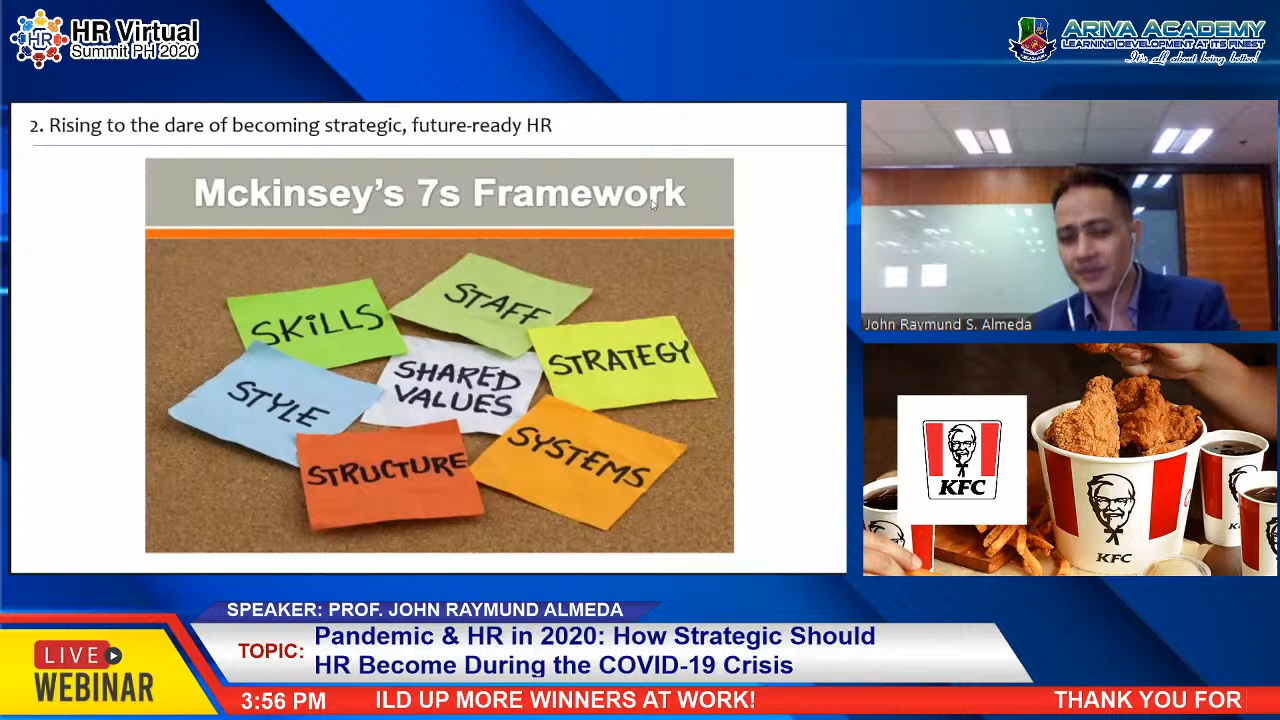 HR
HR Virtual
Summit PH 2020
ARIVA ACADEMY
LEARNING DEVELOPMENT AT ITS FINEST
It's all about being better!
2. Rising to the dare of becoming strategic, future-ready HR
Mckinsey's 7s Framework
SKiLLS
STAFF
STRATEGY
SHARED
VALUES
STYLE
STRUCTURE
SYSTEMS
John Raymund S. Almeda
KFC
KFC
SPEAKER: PROF. JOHN RAYMUND ALMEDA
LIVE
WEBINAR
TOPIC:
Pandemic & HR in 2020: How Strategic Should
HR Become During the COVID-19 Crisis
3:56 PM
ILD UP MORE WINNERS AT WORK!
THANK YOU FOR